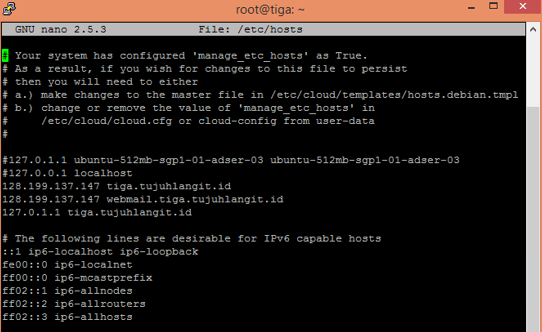 root@tiga: ~
GNU nano 2.5.3 File: /etc/hosts
# Your system has configured 'manage_etc_hosts' as True.
# As a result, if you wish for changes to this file to persist
# then you will need to either
# a.) make changes to the master file in /etc/cloud/templates/hosts.debian.tmpl
# b.) change or remove the value of 'manage_etc_hosts' in
#     /etc/cloud/cloud.cfg or cloud-config from user-data
#
#127.0.1.1 ubuntu-512mb-sgp1-01-adser-03 ubuntu-512mb-sgp1-01-adser-03
#127.0.0.1 localhost
128.199.137.147 tiga.tujuhlangit.id
128.199.137.147 webmail.tiga.tujuhlangit.id
127.0.1.1 tiga.tujuhlangit.id
# The following lines are desirable for IPv6 capable hosts
::1 ip6-localhost ip6-loopback
fe00::0 ip6-localnet
ff00::0 ip6-mcastprefix
ff02::1 ip6-allnodes
ff02::2 ip6-allrouters
ff02::3 ip6-allhosts